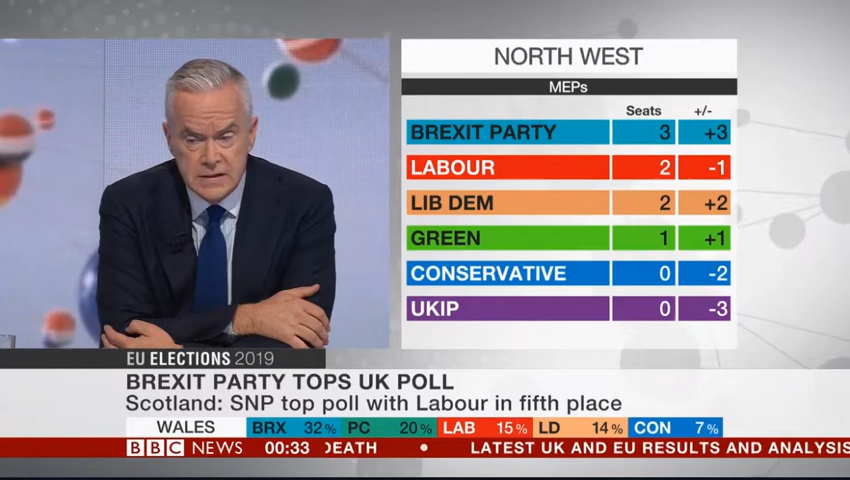 NORTH WEST
MEPs
Seats +/-
BREXIT PARTY 3 +3
LABOUR 2 -1
LIB DEM 2 +2
GREEN 1 +1
CONSERVATIVE 0 -2
UKIP 0 -3
EU ELECTIONS 2019
BREXIT PARTY TOPS UK POLL
Scotland: SNP top poll with Labour in fifth place
WALES BRX 32% PC 20% LAB 15% LD 14% CON 7%
BBC NEWS 00:33 DEATH • LATEST UK AND EU RESULTS AND ANALYSIS